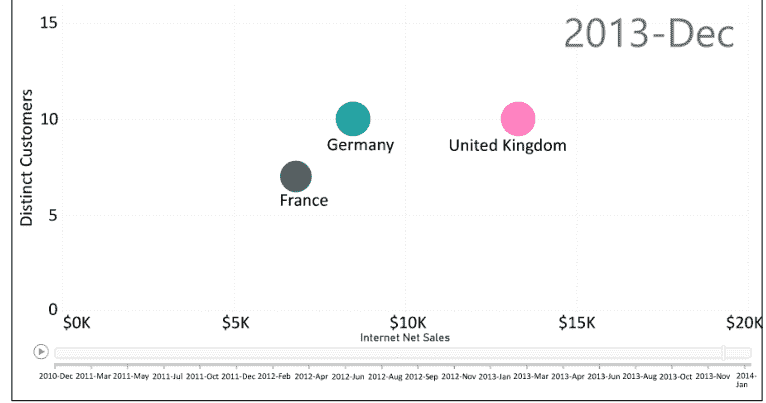 2013-Dec
15
10
5
0
Distinct Customers
Germany
United Kingdom
France
$0K $5K $10K $15K $20K
Internet Net Sales
2010-Dec 2011-Mar 2011-May 2011-Jul 2011-Oct 2011-Dec 2012-Feb 2012-Apr 2012-Jun 2012-Aug 2012-Sep 2012-Nov 2013-Jan 2013-Mar 2013-Apr 2013-Jun 2013-Aug 2013-Oct 2013-Nov 2014-
Jan